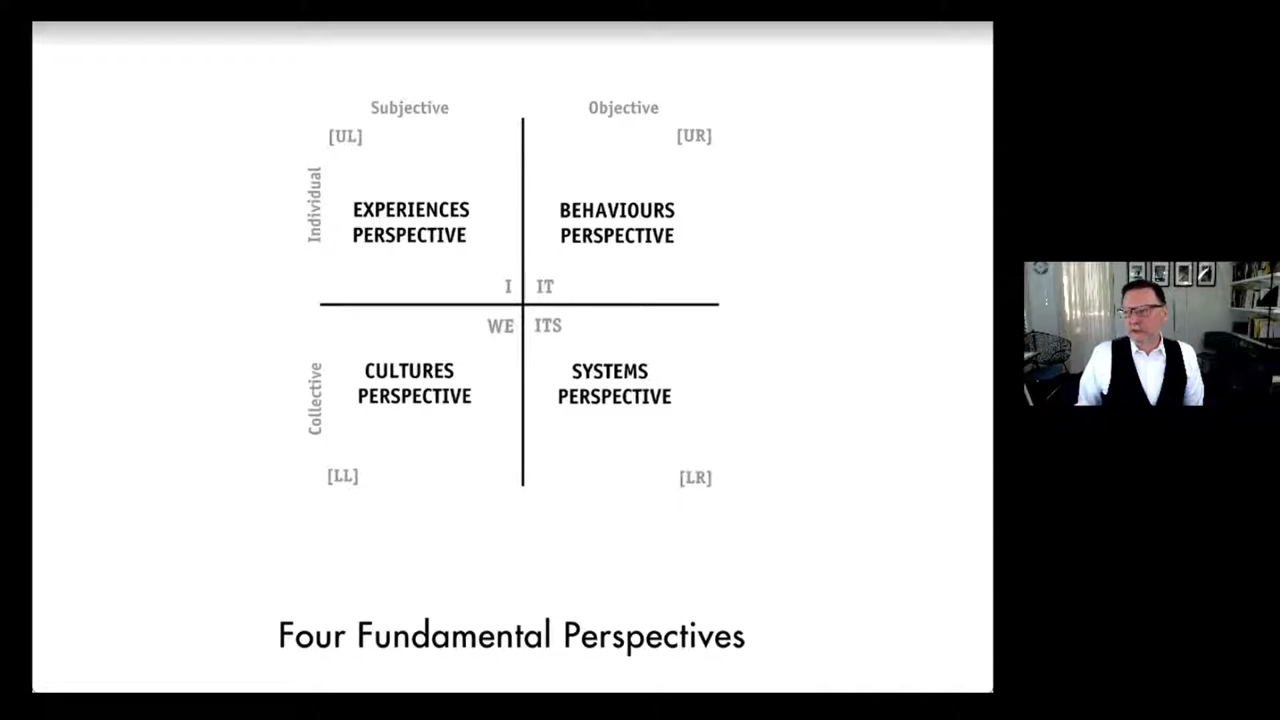 Subjective Objective
[UL] [UR]
Individual
EXPERIENCES
PERSPECTIVE
BEHAVIOURS
PERSPECTIVE
I IT
WE ITS
Collective
CULTURES
PERSPECTIVE
SYSTEMS
PERSPECTIVE
[LL] [LR]
Four Fundamental Perspectives